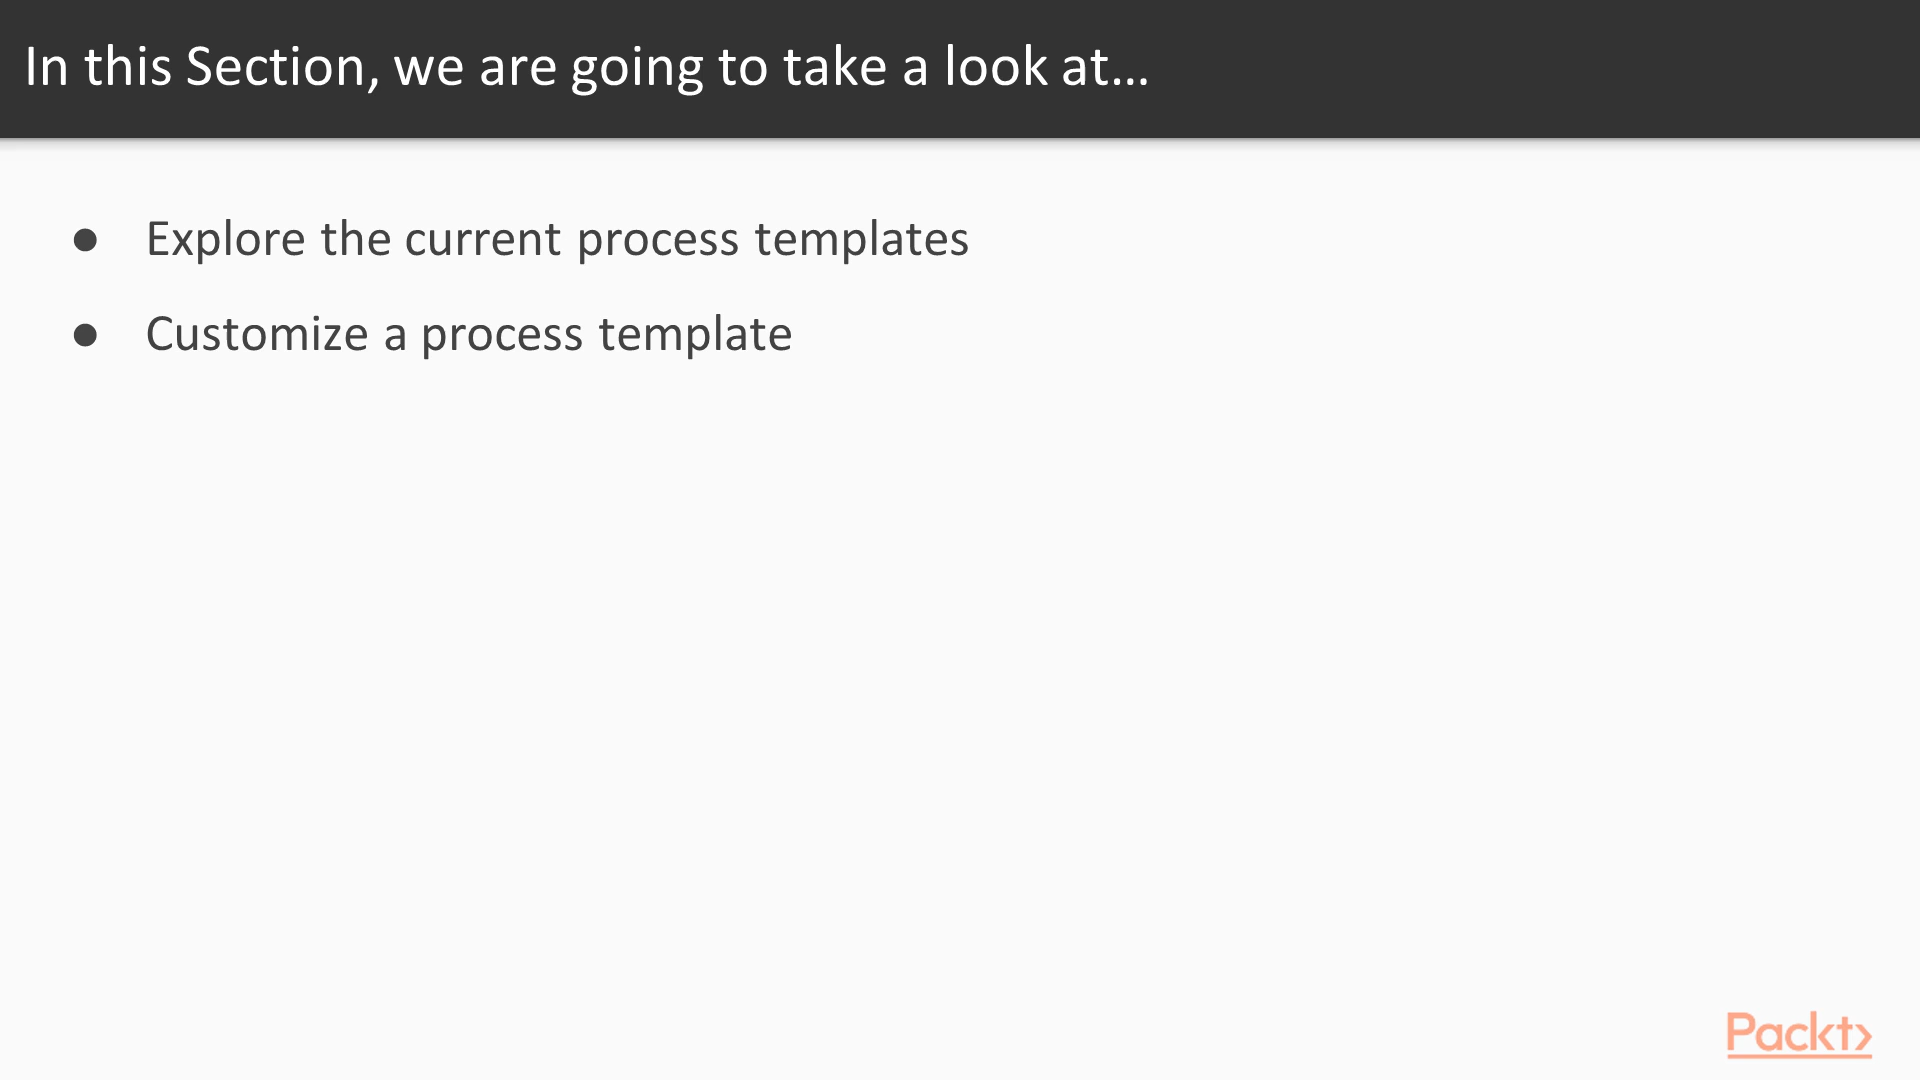 In this Section, we are going to take a look at…
● Explore the current process templates
● Customize a process template
Packt>